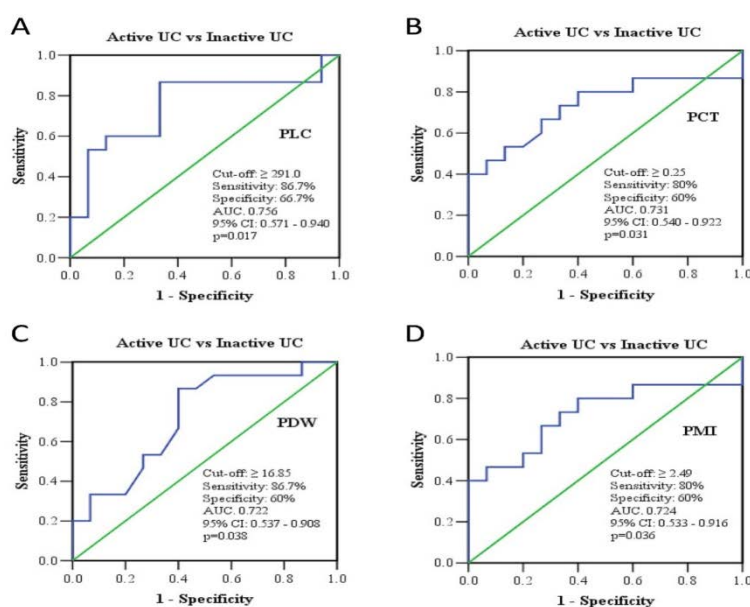 A
Active UC vs Inactive UC
1.0
0.8
0.6
0.4
0.2
0.0
Sensitivity
PLC
Cut-off: ≥ 291.0
Sensitivity: 86.7%
Specificity: 66.7%
AUC. 0.756
95% CI: 0.571 - 0.940
p=0.017
0.0 0.2 0.4 0.6 0.8 1.0
1 - Specificity
B
Active UC vs Inactive UC
1.0
0.8
0.6
0.4
0.2
0.0
Sensitivity
PCT
Cut-off: ≥ 0.25
Sensitivity: 80%
Specificity: 60%
AUC. 0.731
95% CI: 0.540 - 0.922
p=0.031
0.0 0.2 0.4 0.6 0.8 1.0
1 - Specificity
C
Active UC vs Inactive UC
1.0
0.8
0.6
0.4
0.2
0.0
Sensitivity
PDW
Cut-off: ≥ 16.85
Sensitivity: 86.7%
Specificity: 60%
AUC. 0.722
95% CI: 0.537 - 0.908
p=0.038
0.0 0.2 0.4 0.6 0.8 1.0
1 - Specificity
D
Active UC vs Inactive UC
1.0
0.8
0.6
0.4
0.2
0.0
Sensitivity
PMI
Cut-off: ≥ 2.49
Sensitivity: 80%
Specificity: 60%
AUC. 0.724
95% CI: 0.533 - 0.916
p=0.036
0.0 0.2 0.4 0.6 0.8 1.0
1 - Specificity